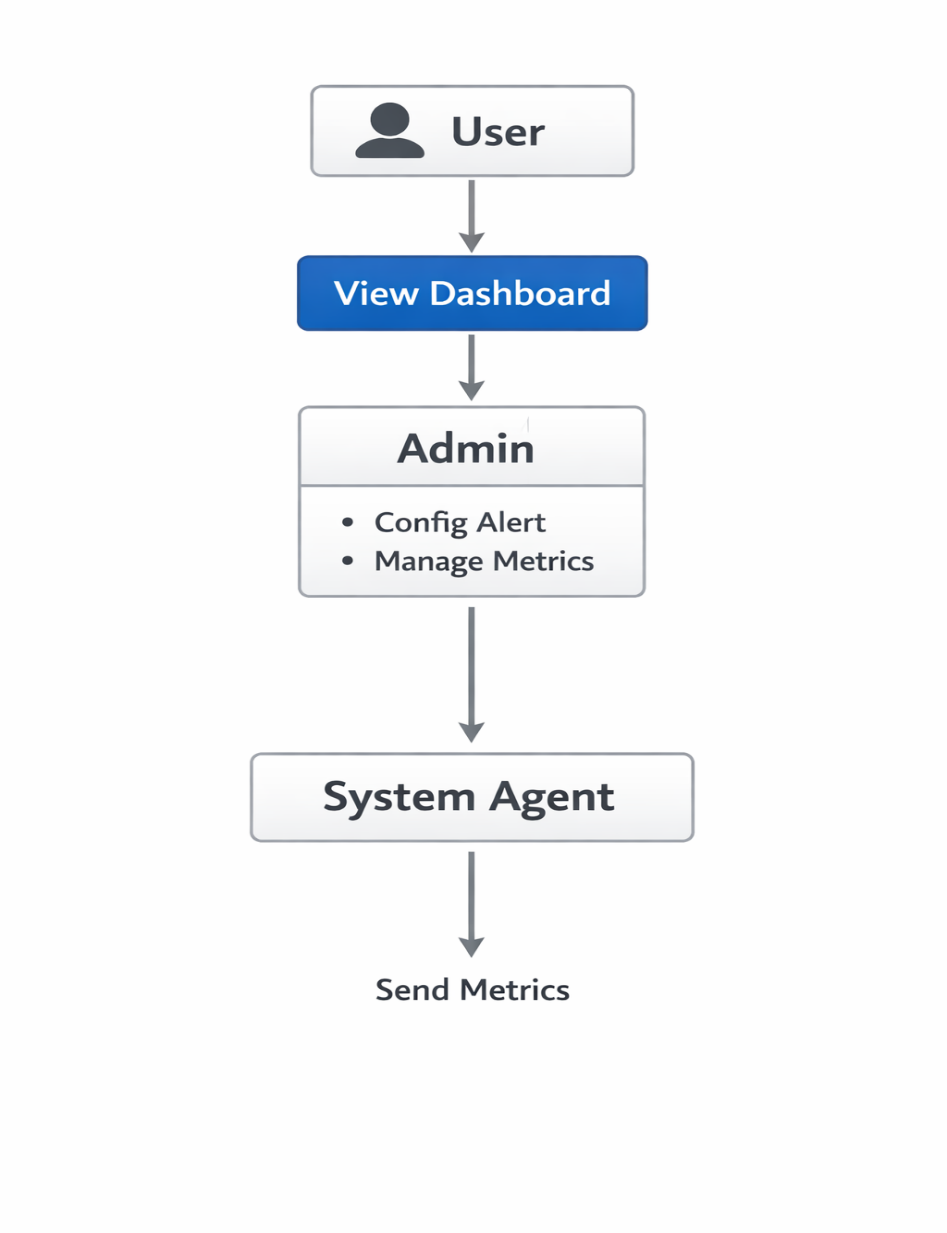 User
View Dashboard
Admin
• Config Alert
• Manage Metrics
System Agent
Send Metrics